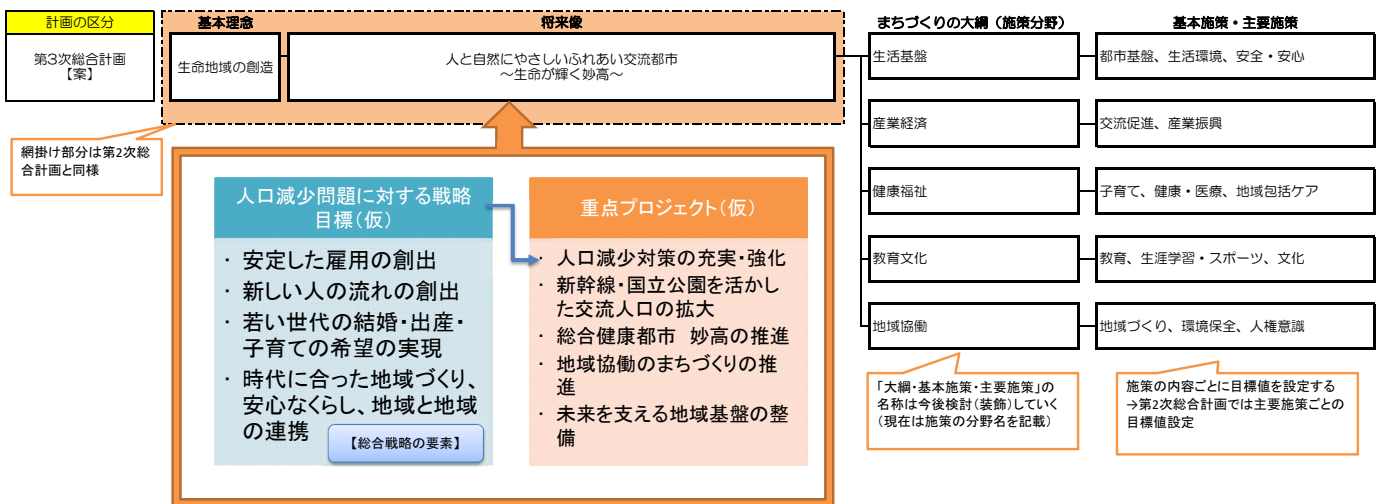 計画の区分
第3次総合計画
【案】
基本理念
将来像
生命地域の創造
人と自然にやさしいふれあい交流都市
～生命が輝く妙高～
まちづくりの大綱（施策分野）
基本施策・主要施策
生活基盤
都市基盤、生活環境、安全・安心
産業経済
交流促進、産業振興
健康福祉
子育て、健康・医療、地域包括ケア
教育文化
教育、生涯学習・スポーツ、文化
地域協働
地域づくり、環境保全、人権意識
網掛け部分は第2次総
合計画と同様
人口減少問題に対する戦略
目標（仮）
・ 安定した雇用の創出
・ 新しい人の流れの創出
・ 若い世代の結婚・出産・
子育ての希望の実現
・ 時代に合った地域づくり、
安心なくらし、地域と地域
の連携
【総合戦略の要素】
重点プロジェクト（仮）
・ 人口減少対策の充実・強化
・ 新幹線・国立公園を活かし
た交流人口の拡大
・ 総合健康都市 妙高の推進
・ 地域協働のまちづくりの推
進
・ 未来を支える地域基盤の整
備
「大綱・基本施策・主要施策」の
名称は今後検討（装飾）していく
（現在は施策の分野名を記載）
施策の内容ごとに目標値を設定する
→第2次総合計画では主要施策ごとの
目標値設定